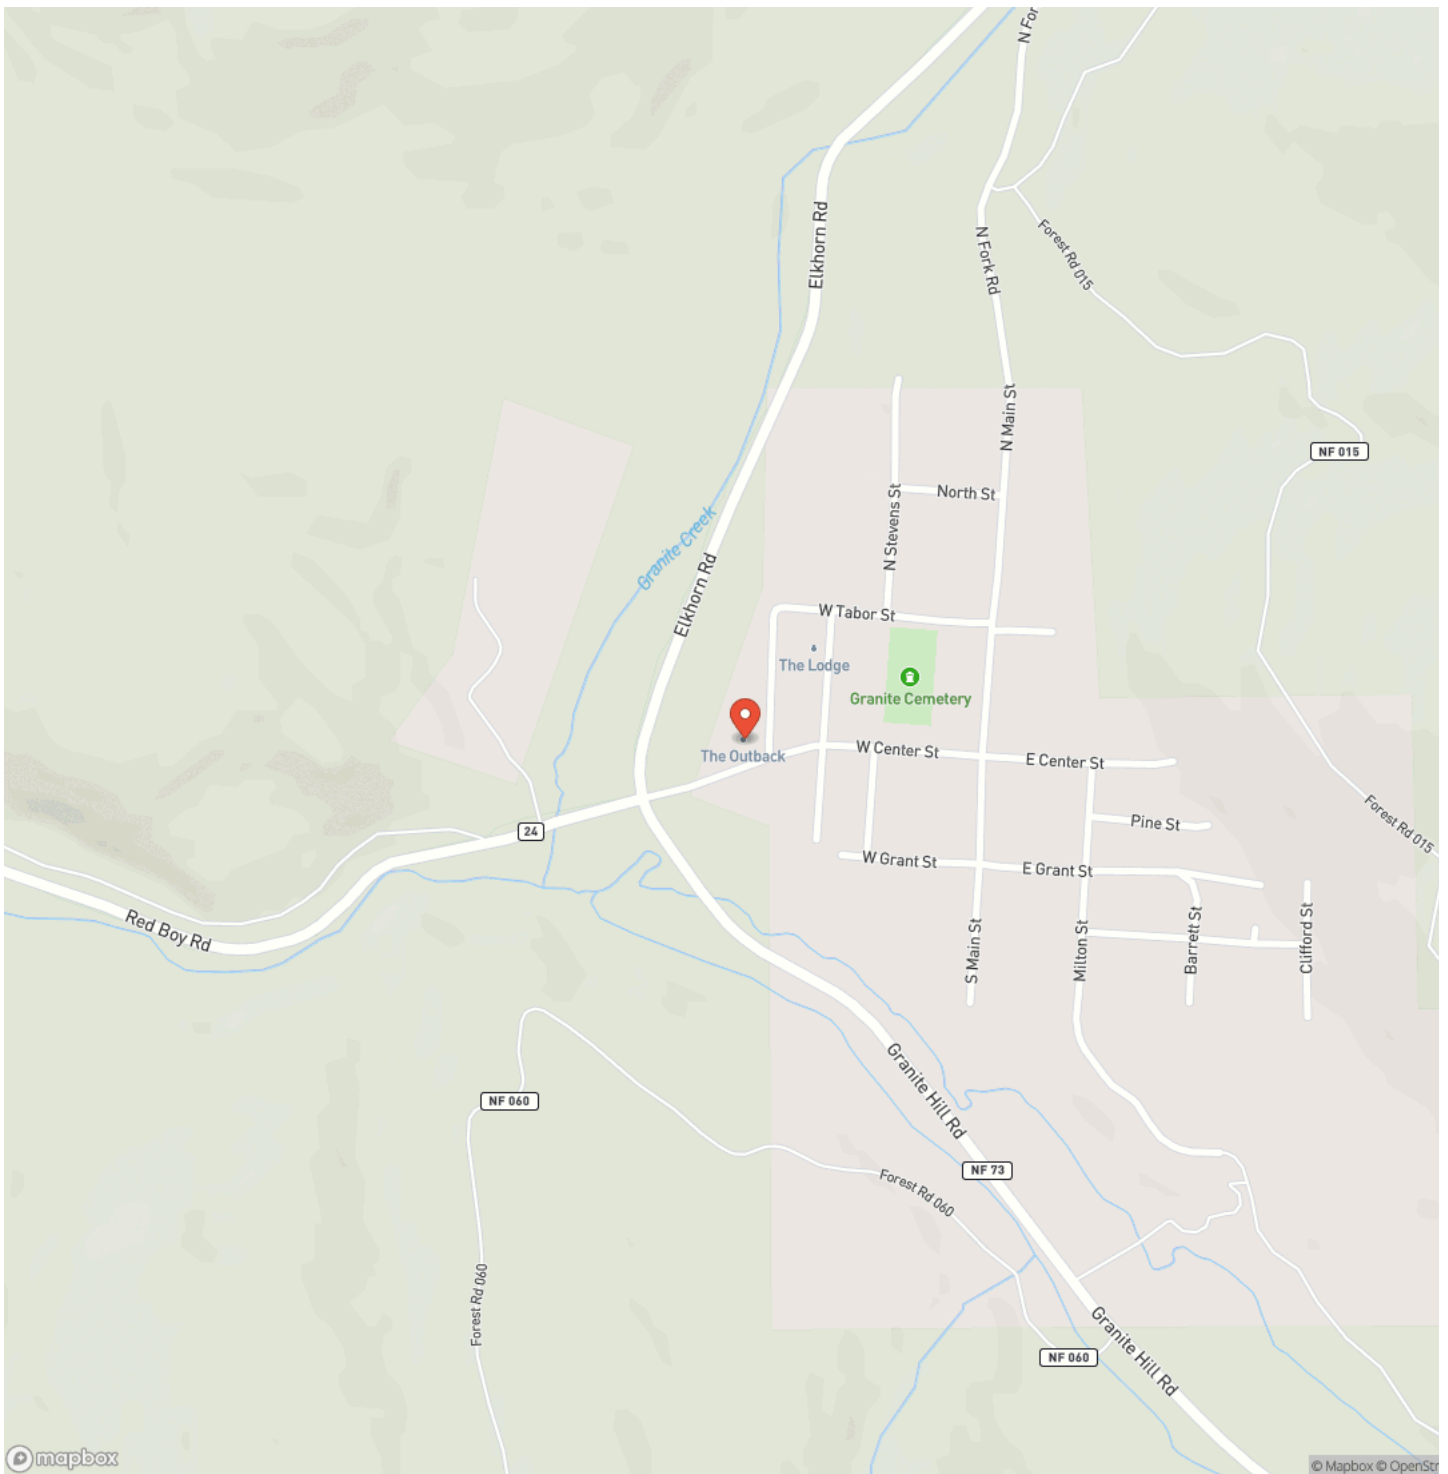 N For
Elkhorn Rd
N Fork Rd
Forest Rd 015
N Main St
NF 015
North St
N Stevens St
Granite Creek
Elkhorn Rd
W Tabor St
The Lodge
Granite Cemetery
The Outback
W Center St
E Center St
24
Pine St
Forest Rd 015
W Grant St
E Grant St
Red Boy Rd
S Main St
Milton St
Barrett St
Clifford St
NF 060
Granite Hill Rd
NF 73
Forest Rd 060
Forest Rd 060
Granite Hill Rd
NF 060
mapbox
© Mapbox © OpenStr